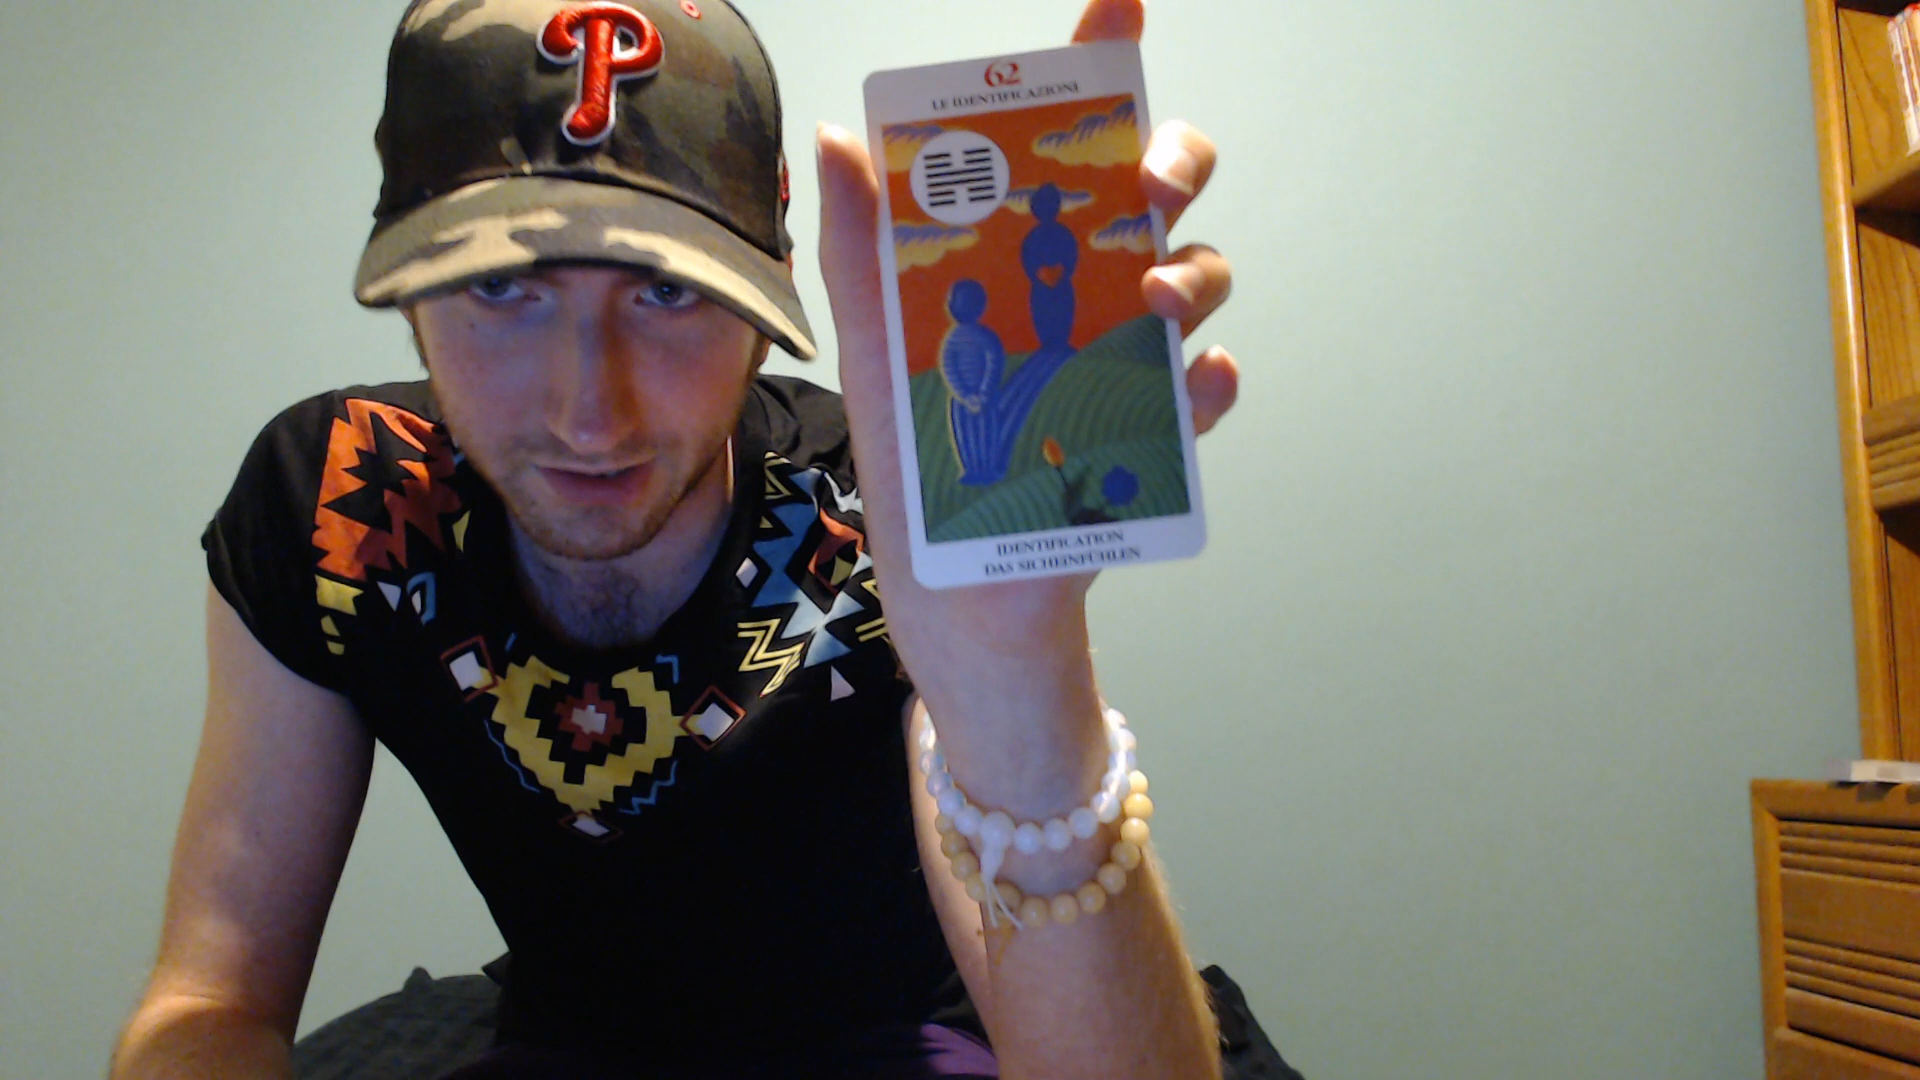 P
62
LE IDENTIFICAZIONI
IDENTIFICATION
DAS SICHEINFÜHLEN